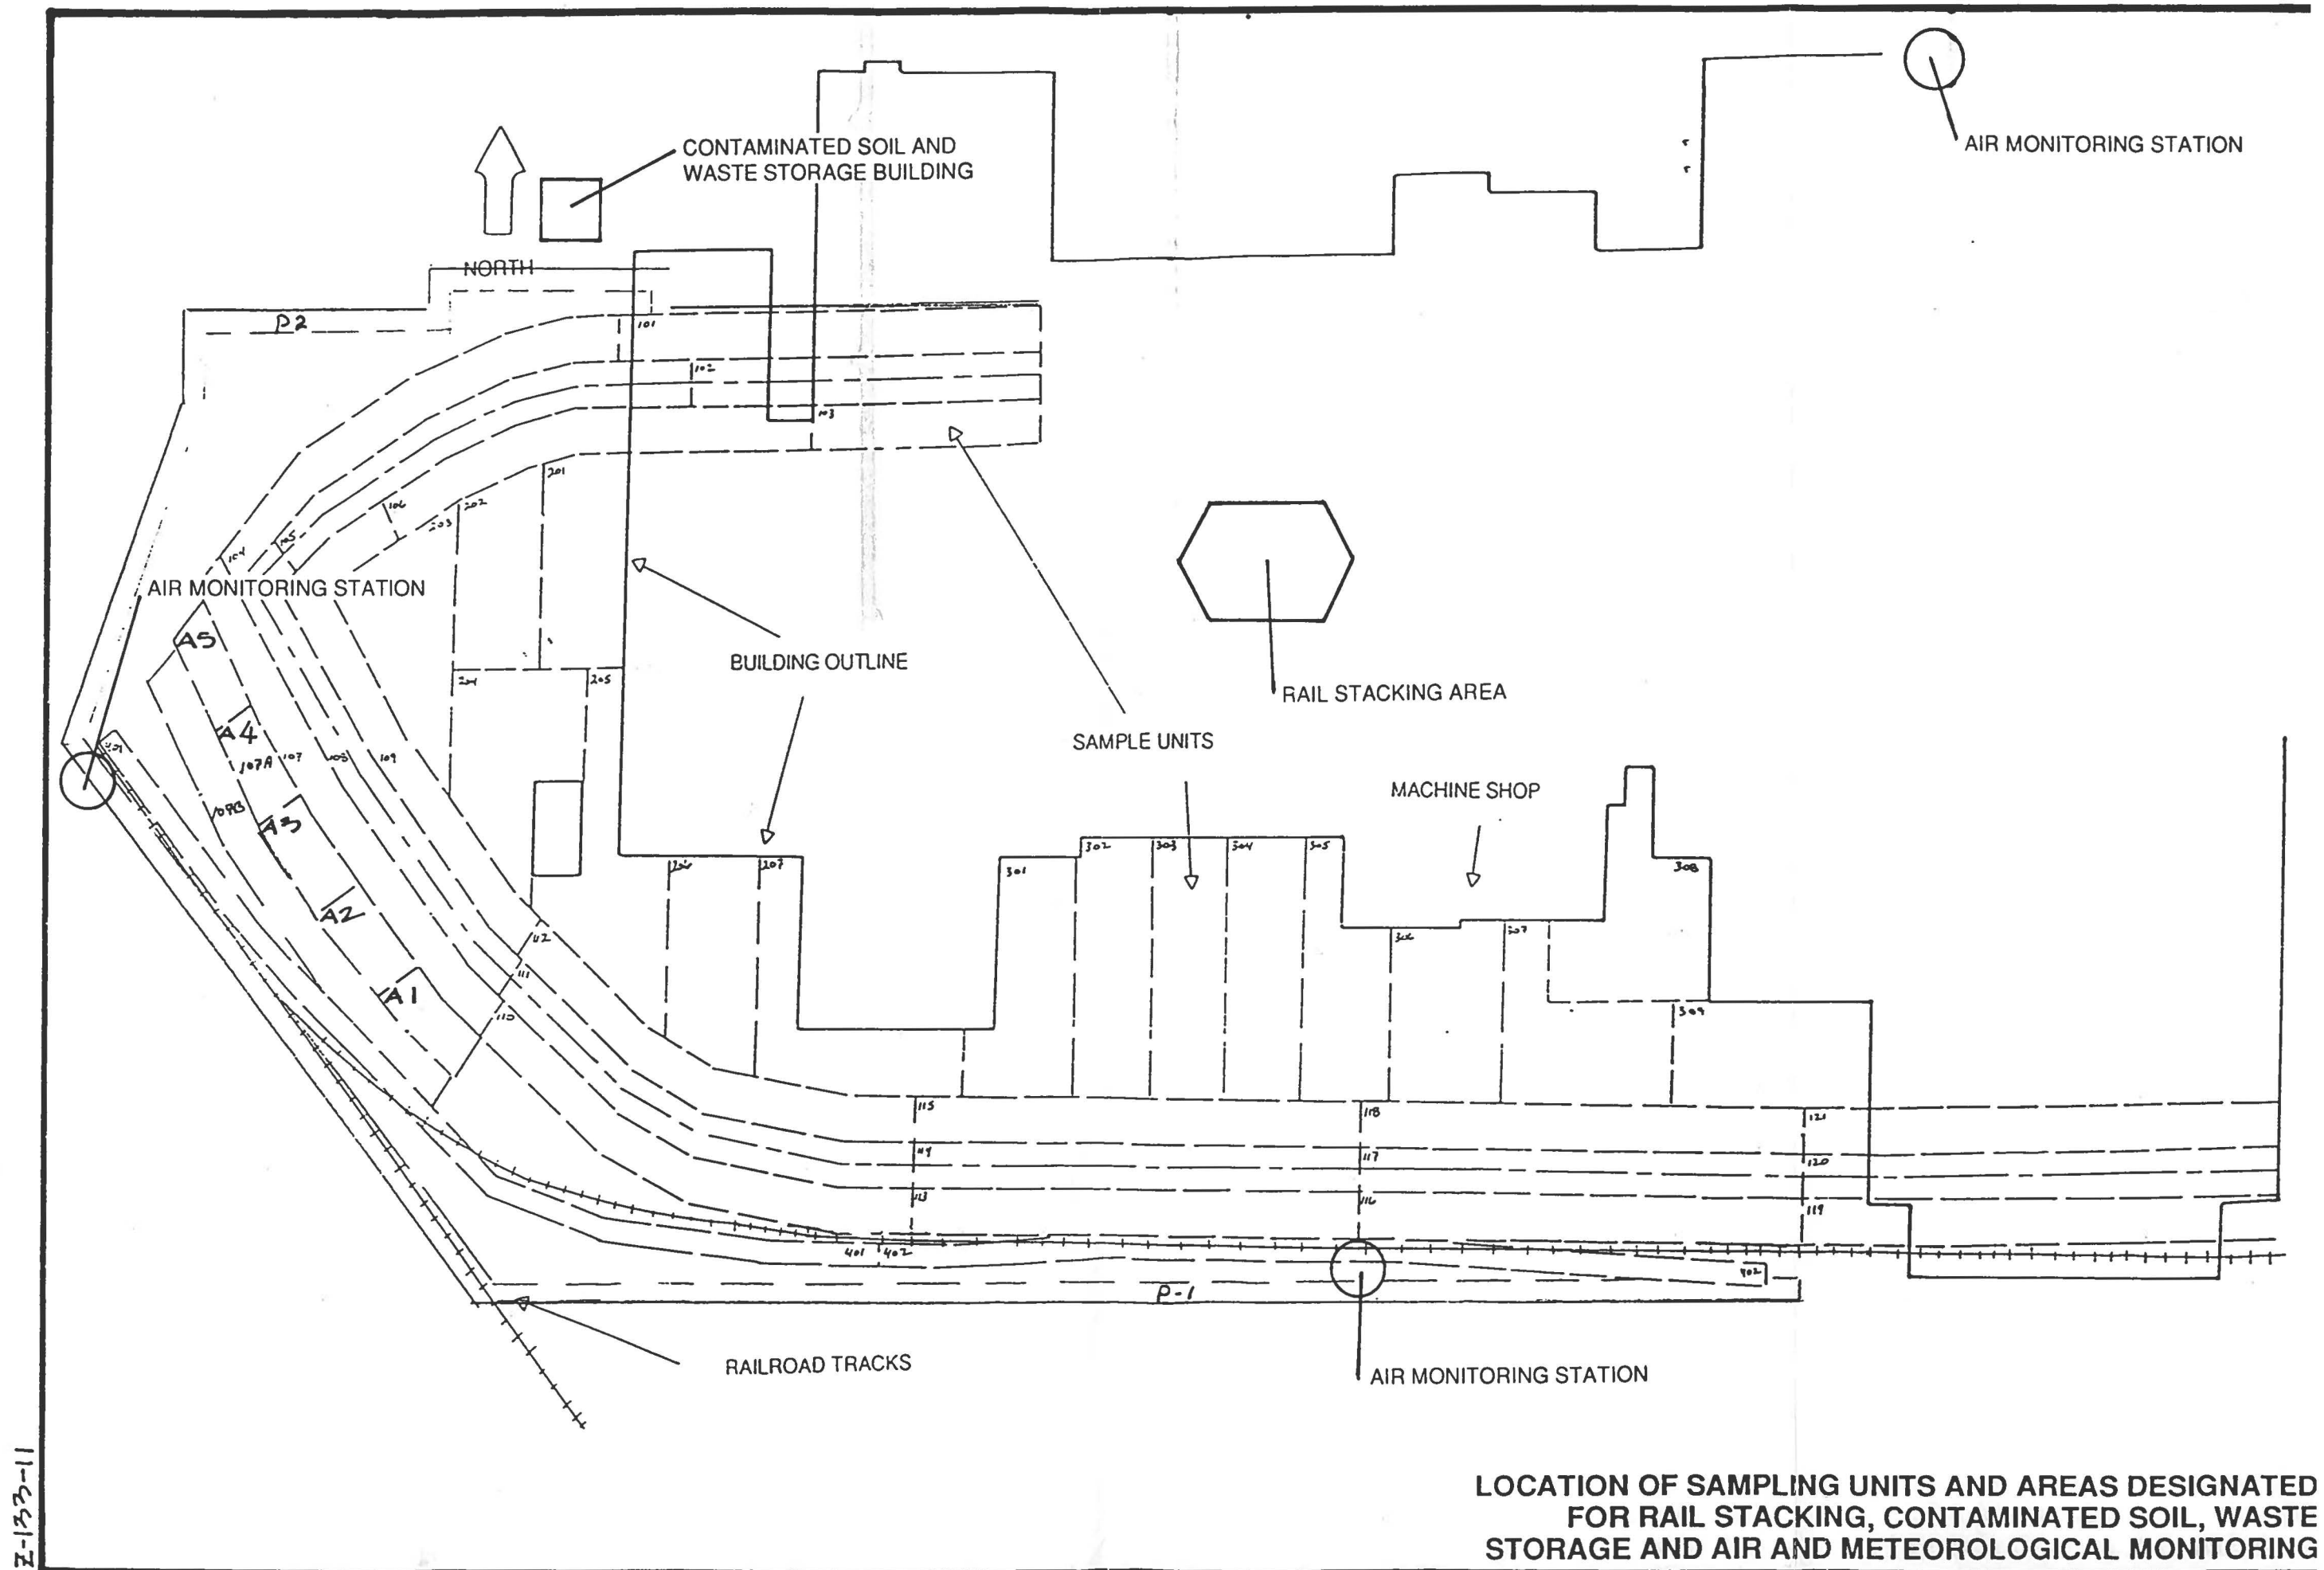 AIR MONITORING STATION
CONTAMINATED SOIL AND
WASTE STORAGE BUILDING
NORTH
P2
101
102
103
201
202
203
106
105
104
AIR MONITORING STATION
A5
BUILDING OUTLINE
204
205
RAIL STACKING AREA
A4
SAMPLE UNITS
401
107A
107
108
109
MACHINE SHOP
107B
A3
206
207
301
302
303
304
305
308
A2
112
306
307
111
A1
110
309
115
118
121
114
117
120
113
116
119
401
402
402
P-1
RAILROAD TRACKS
AIR MONITORING STATION
Z-133-11
LOCATION OF SAMPLING UNITS AND AREAS DESIGNATED
FOR RAIL STACKING, CONTAMINATED SOIL, WASTE
STORAGE AND AIR AND METEOROLOGICAL MONITORING